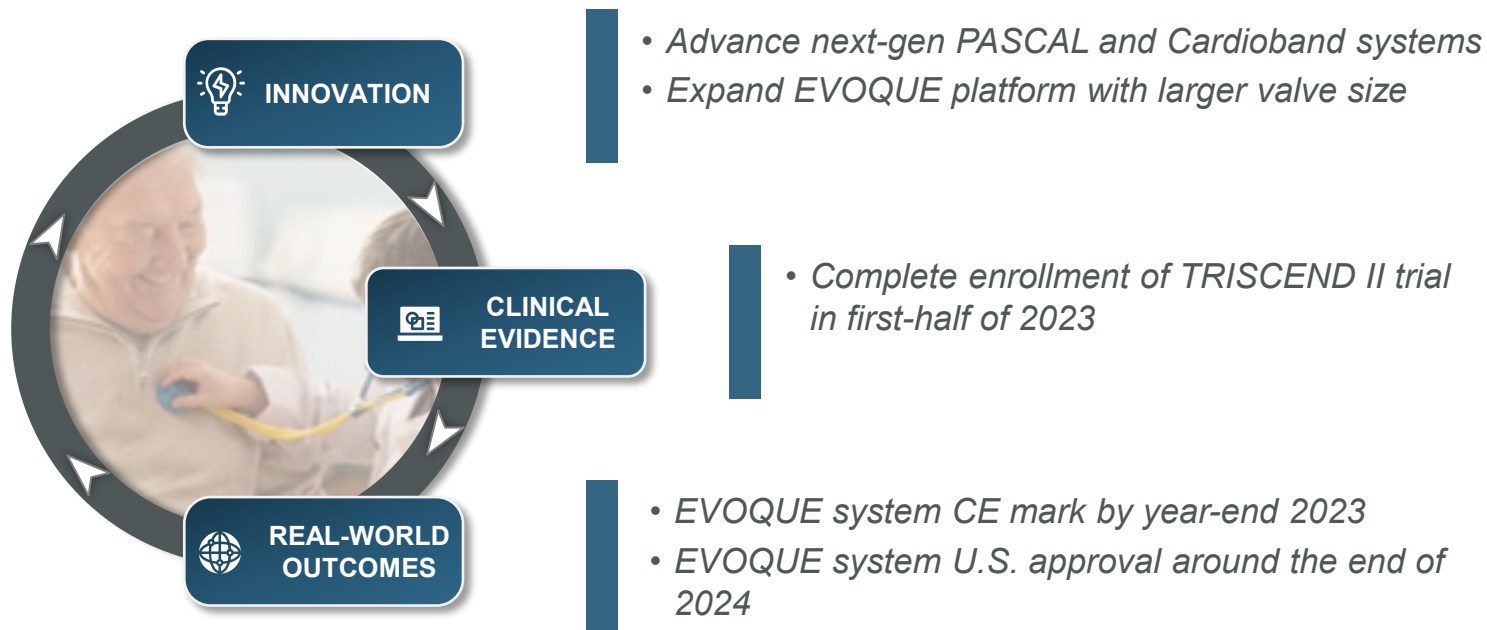 INNOVATION
• Advance next-gen PASCAL and Cardioband systems
• Expand EVOQUE platform with larger valve size
CLINICAL
EVIDENCE
• Complete enrollment of TRISCEND II trial
in first-half of 2023
REAL-WORLD
OUTCOMES
• EVOQUE system CE mark by year-end 2023
• EVOQUE system U.S. approval around the end of
2024